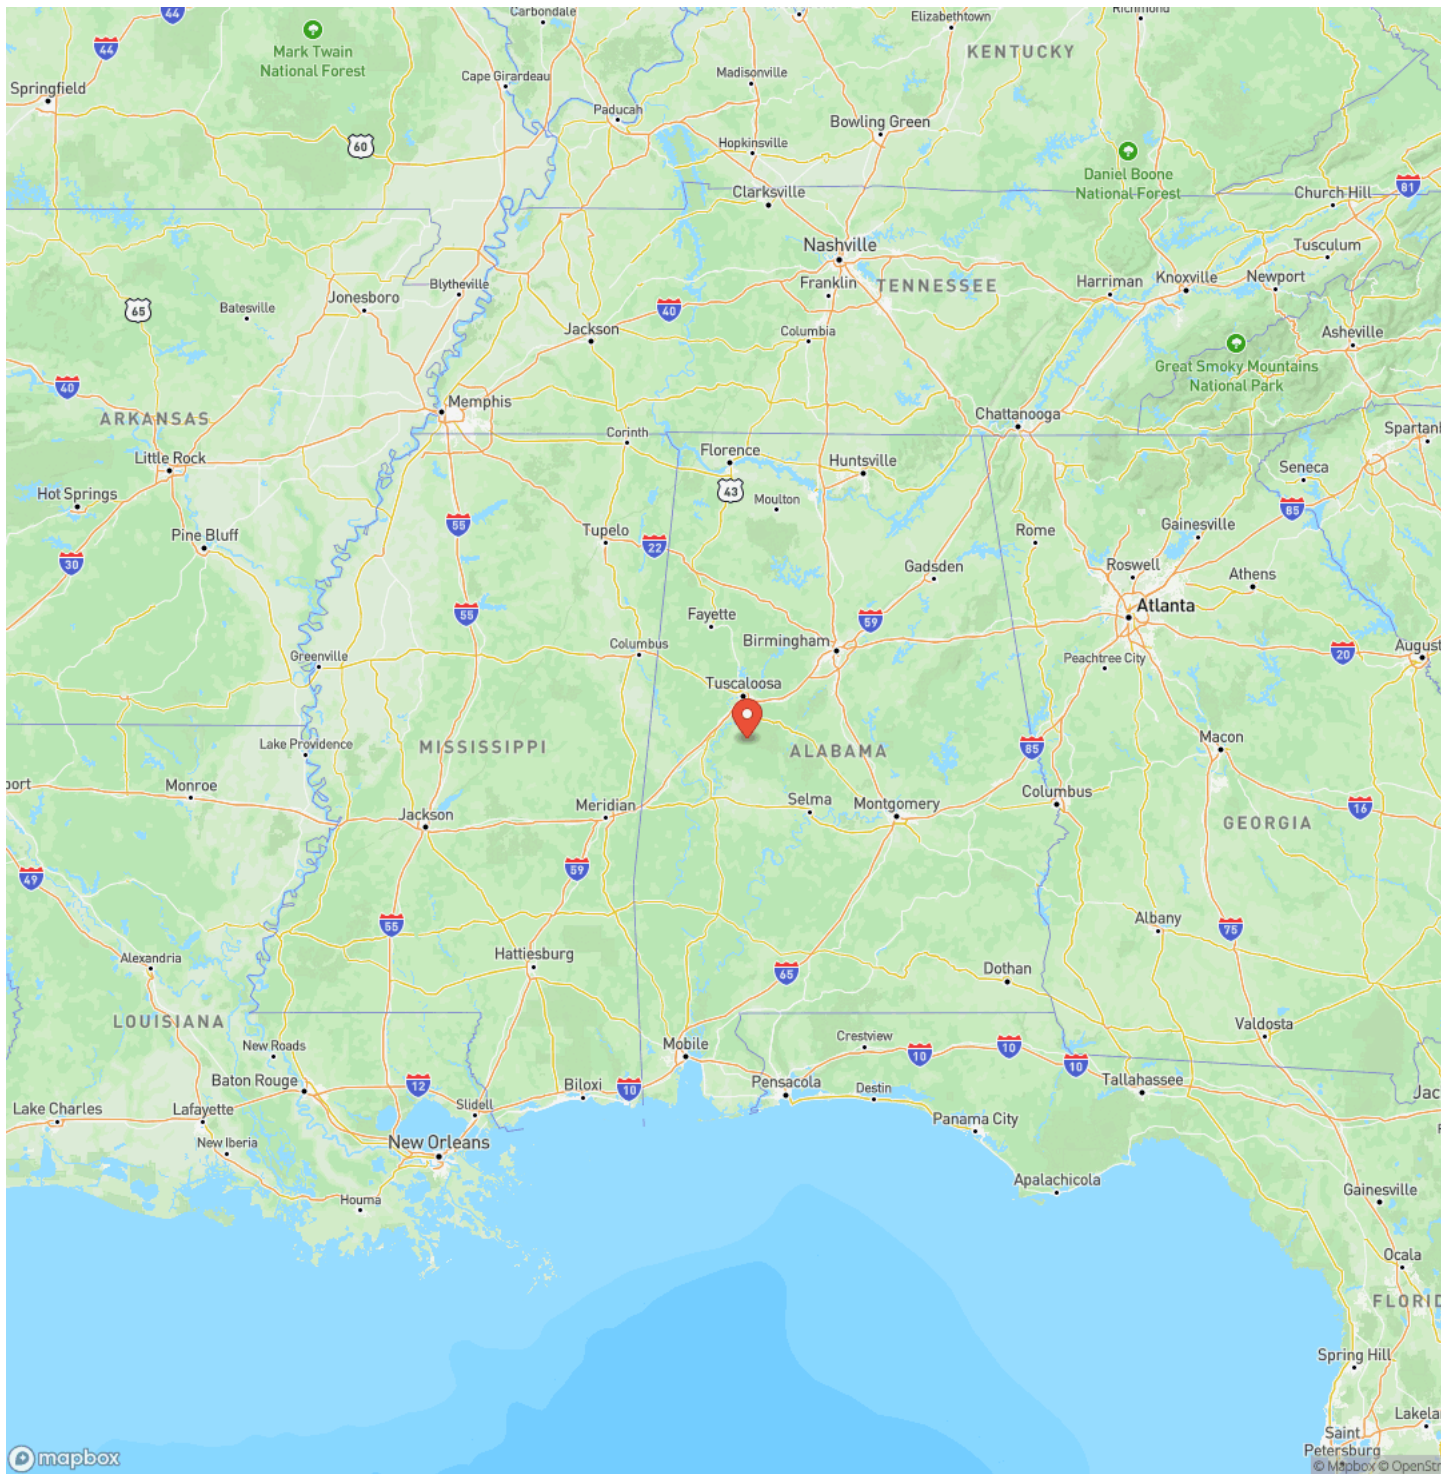 44
Carbondale
Richmond
Elizabethtown
44
Mark Twain
National Forest
KENTUCKY
Springfield
Cape Girardeau
Madisonville
Paducah
Bowling Green
60
Hopkinsville
Daniel Boone
National Forest
Clarksville
Church Hill
81
Nashville
Tusculum
Blytheville
Franklin
TENNESSEE
Harriman
Knoxville
Newport
Jonesboro
65
Batesville
40
Jackson
Columbia
Asheville
Great Smoky Mountains
National Park
40
Memphis
ARKANSAS
Chattanooga
Corinth
Spartanb
Little Rock
Florence
Huntsville
Seneca
Hot Springs
43
Moulton
85
55
Pine Bluff
Tupelo
22
Rome
Gainesville
30
Gadsden
Roswell
Athens
Atlanta
55
Fayette
59
Columbus
Birmingham
20
August
Greenville
Peachtree City
Tuscaloosa
Lake Providence
MISSISSIPPI
ALABAMA
85
Macon
port
Monroe
Meridian
Selma
Montgomery
Columbus
16
Jackson
GEORGIA
59
49
55
Albany
75
Hattiesburg
Alexandria
65
Dothan
LOUISIANA
Valdosta
New Roads
Mobile
Crestview
10
10
10
Baton Rouge
12
Biloxi
10
Pensacola
Destin
Tallahassee
Jac
Lake Charles
Lafayette
Slidell
Panama City
New Iberia
New Orleans
Houma
Apalachicola
Gainesville
Ocala
FLORID
Spring Hill
Lakela
Saint
Petersburg
mapbox
© Mapbox © OpenStr